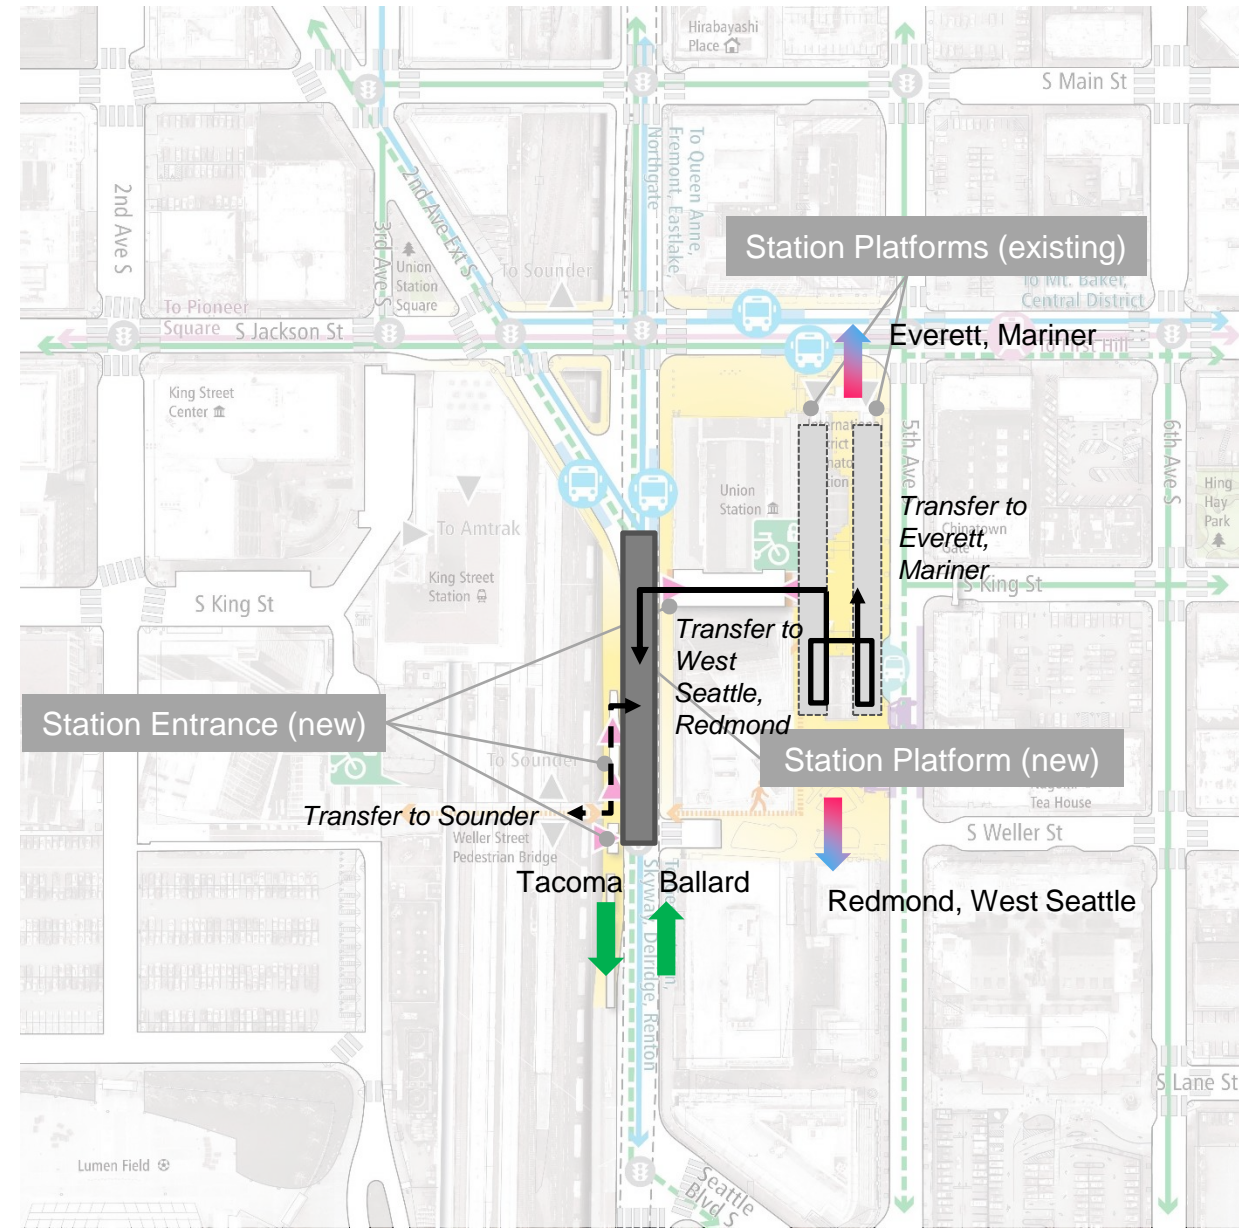 Hirabayashi
Place
S Main St
2nd Ave S
3rd Ave S
2nd Ave Ext S
To Queen Anne,
Fremont, Eastlake,
Northgate
Union
Station
Square
To Sounder
Station Platforms (existing)
To Mt. Baker,
Central District
To Pioneer
Square
S Jackson St
Everett, Mariner
To First Hill
King Street
Center
5th Ave
6th Ave S
Union
Station
Hing
Hay
Park
Transfer to
Everett,
Mariner
Chinatown
To Amtrak
King Street
Station
S King St
S King St
Transfer to
West
Seattle,
Redmond
Station Entrance (new)
Station Platform (new)
To Sounder
Transfer to Sounder
Weller Street
Pedestrian Bridge
Tea House
S Weller St
Tacoma
Ballard
Redmond, West Seattle
Skyway, Delridge, Renton
S Lane St
Lumen Field
Seattle
Blvd S